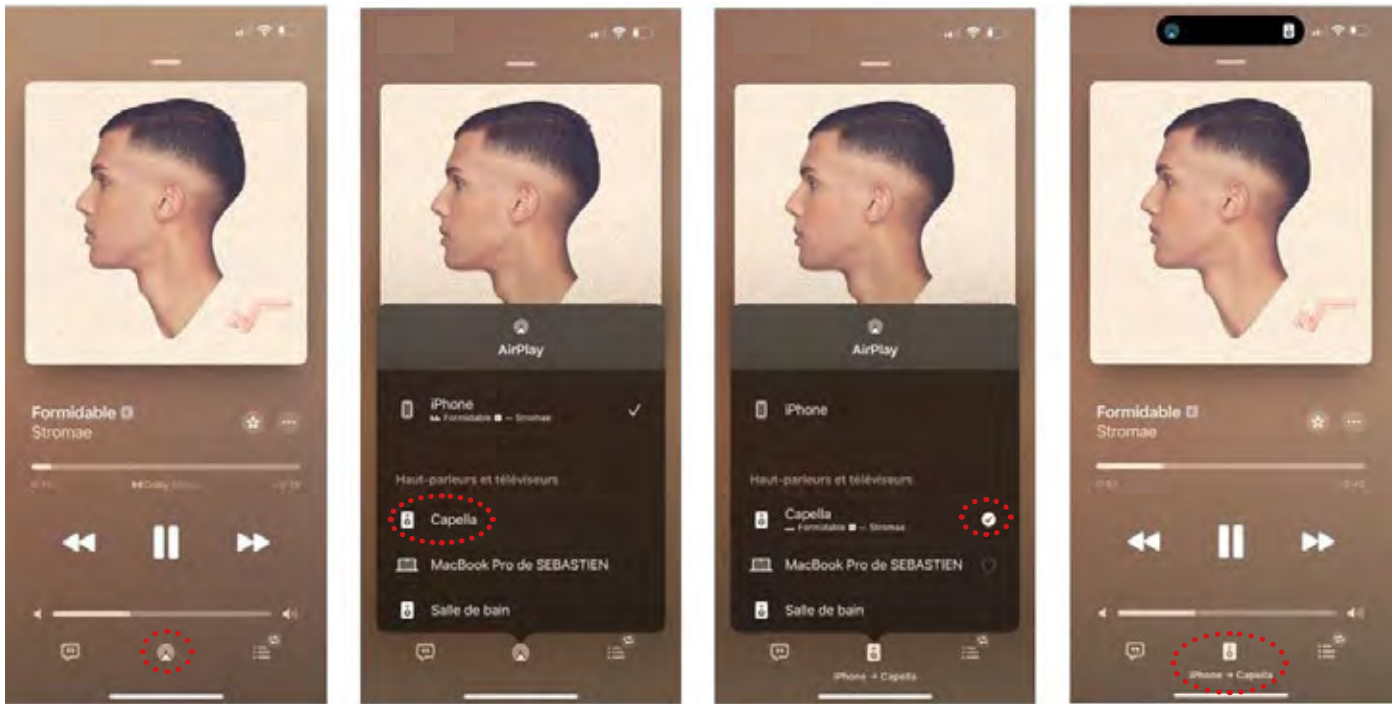 Formidable E
Stromae
Dolby
AirPlay
iPhone
Formidable E — Stromae
Haut-parleurs et téléviseurs
Capella
MacBook Pro de SEBASTIEN
Salle de bain
AirPlay
iPhone
Haut-parleurs et téléviseurs
Capella
Formidable E — Stromae
MacBook Pro de SEBASTIEN
Salle de bain
iPhone → Capella
Formidable E
Stromae
iPhone → Capella